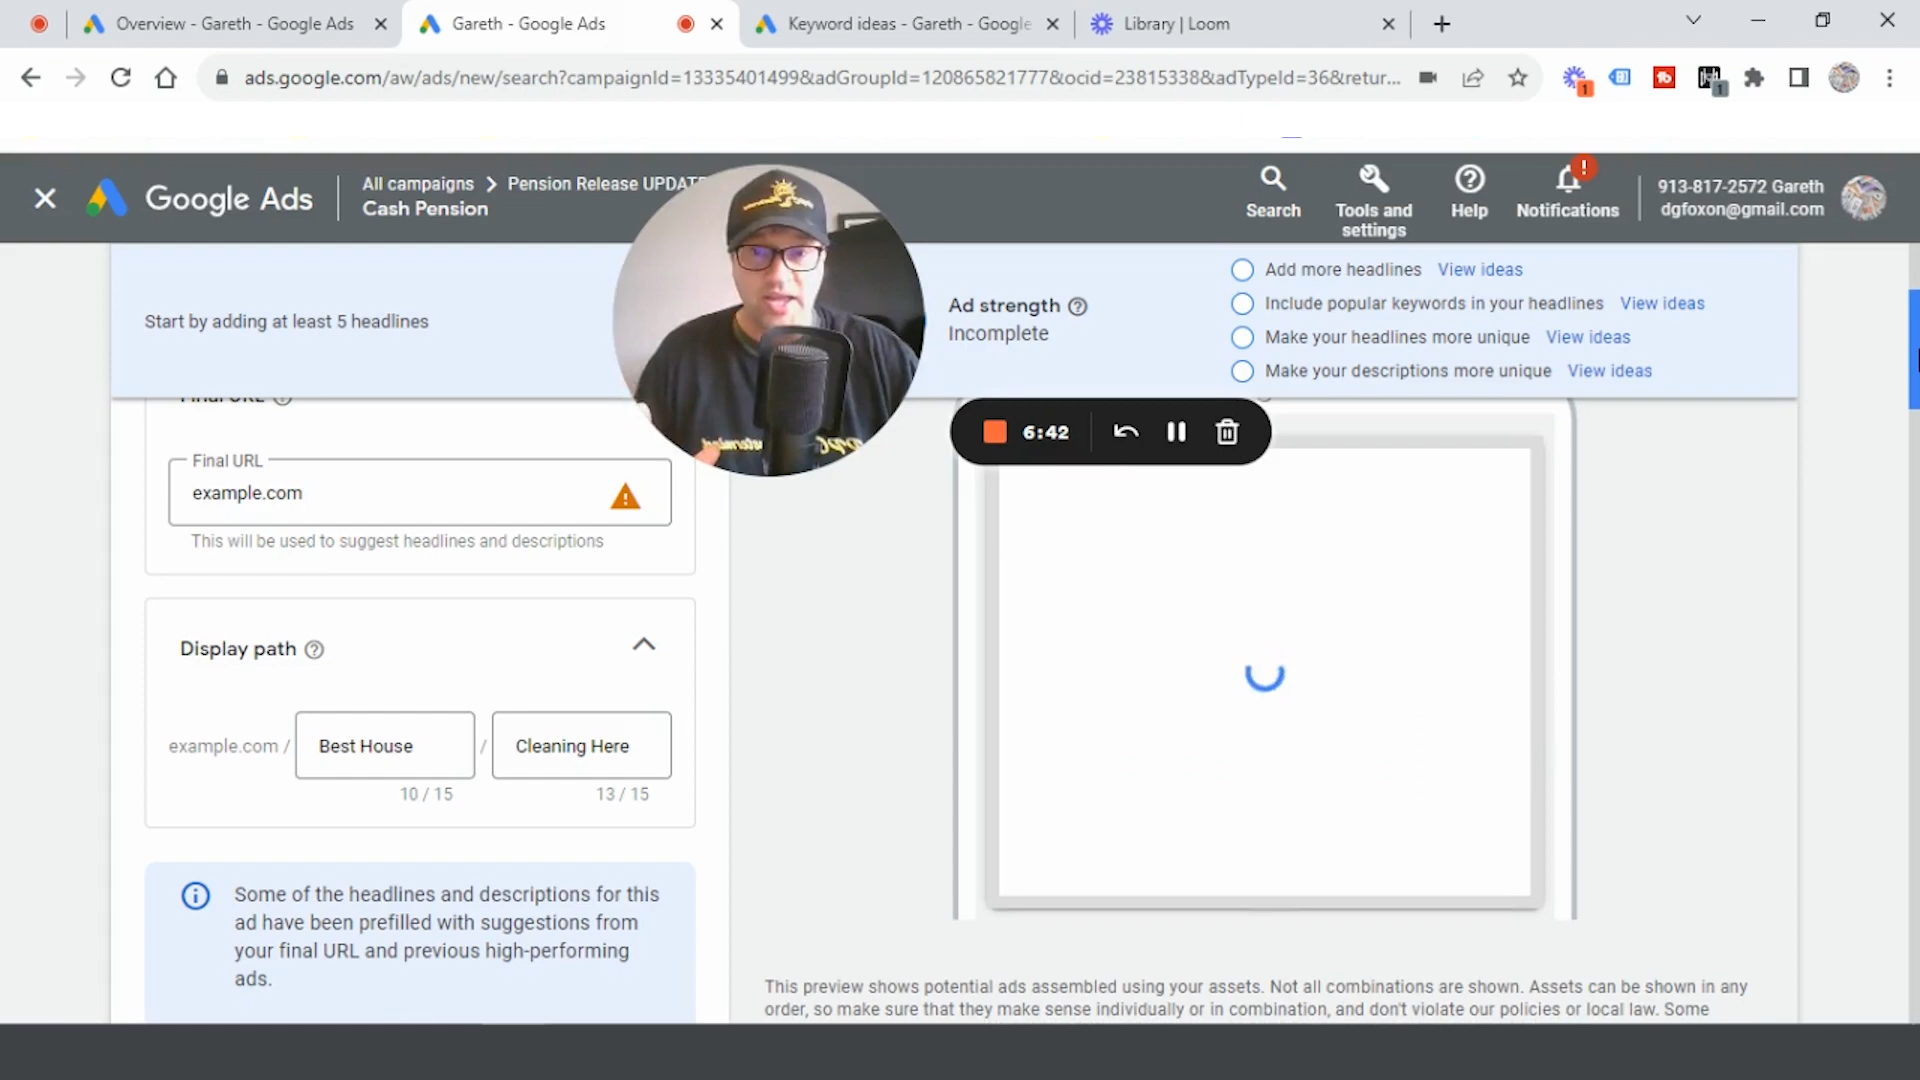 Overview - Gareth - Google Ads
Gareth - Google Ads
Keyword ideas - Gareth - Google
Library | Loom
ads.google.com/aw/ads/new/search?campaignId=13335401499&adGroupId=120865821777&ocid=23815338&adTypeId=36&retur...
1
1
Google Ads
All campaigns > Pension Release UPDATE
Cash Pension
Search
Tools and settings
Help
Notifications
913-817-2572 Gareth
dgfoxon@gmail.com
Start by adding at least 5 headlines
Ad strength
Incomplete
Add more headlines View ideas
Include popular keywords in your headlines View ideas
Make your headlines more unique View ideas
Make your descriptions more unique View ideas
6:42
Final URL
Final URL
example.com
This will be used to suggest headlines and descriptions
Display path
example.com / Best House / Cleaning Here
10 / 15
13 / 15
Some of the headlines and descriptions for this
ad have been prefilled with suggestions from
your final URL and previous high-performing
ads.
This preview shows potential ads assembled using your assets. Not all combinations are shown. Assets can be shown in any
order, so make sure that they make sense individually or in combination, and don't violate our policies or local law. Some